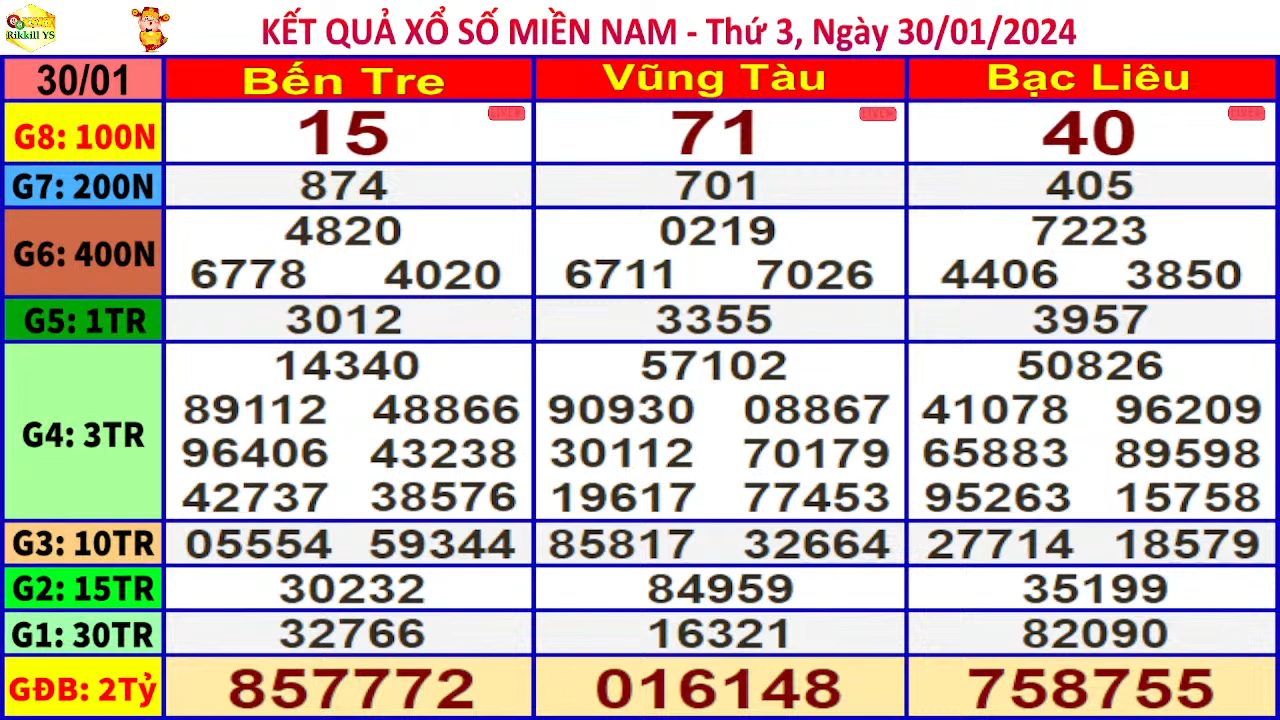 Rikkill YS
KẾT QUẢ XỔ SỐ MIỀN NAM - Thứ 3, Ngày 30/01/2024
30/01 Bến Tre Vũng Tàu Bạc Liêu
G8: 100N 15 71 40
G7: 200N 874 701 405
G6: 400N
4820 0219 7223
6778 4020 6711 7026 4406 3850
G5: 1TR 3012 3355 3957
14340 57102 50826
89112 48866 90930 08867 41078 96209
G4: 3TR
96406 43238 30112 70179 65883 89598
42737 38576 19617 77453 95263 15758
G3: 10TR 05554 59344 85817 32664 27714 18579
G2: 15TR 30232 84959 35199
G1: 30TR 32766 16321 82090
GĐB: 2Tỷ 857772 016148 758755